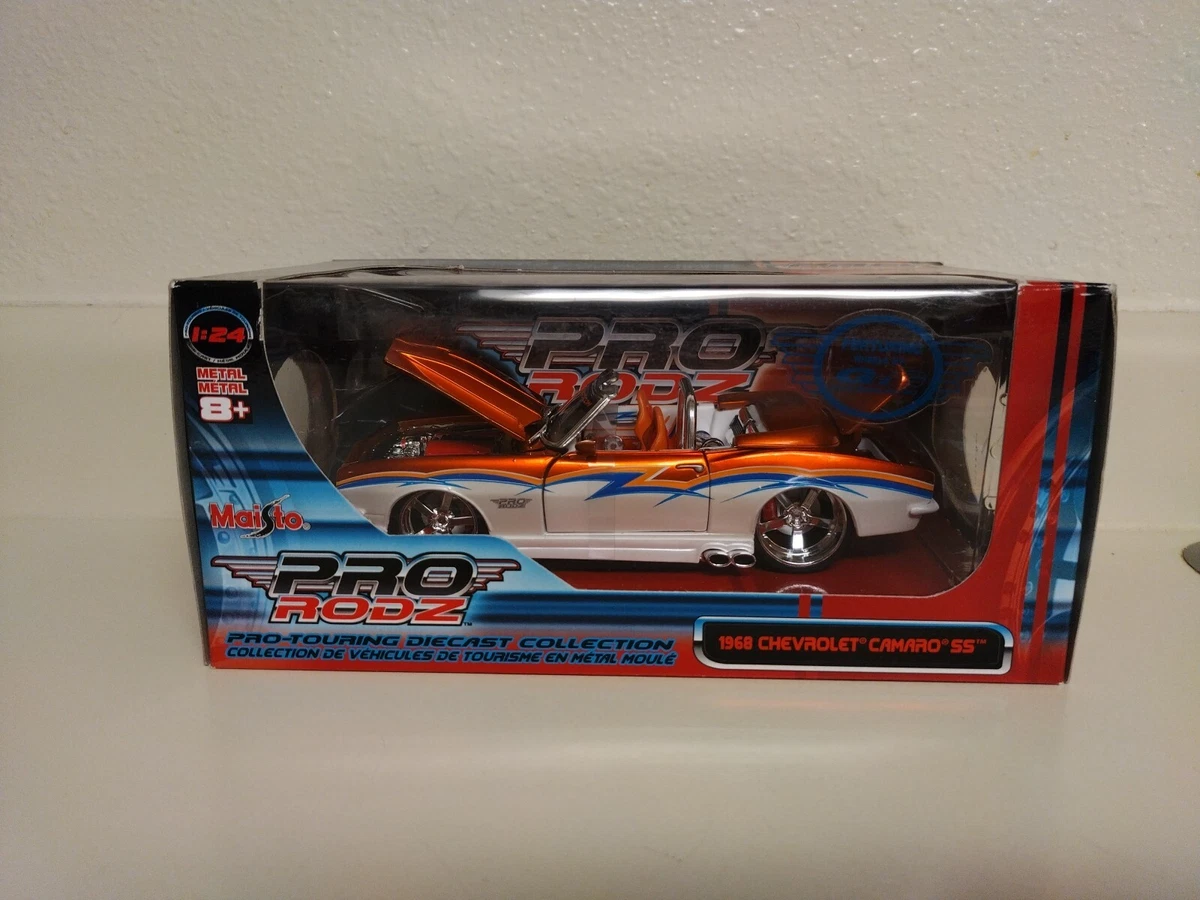 1:24
METAL
METAL
8+
Maisto®
PRO
RODZ™
PRO-TOURING DIECAST COLLECTION
COLLECTION DE VÉHICULES DE TOURISME EN MÉTAL MOULÉ
PRO
RODZ
PRO
RODZ
1968 CHEVROLET® CAMARO® SS™